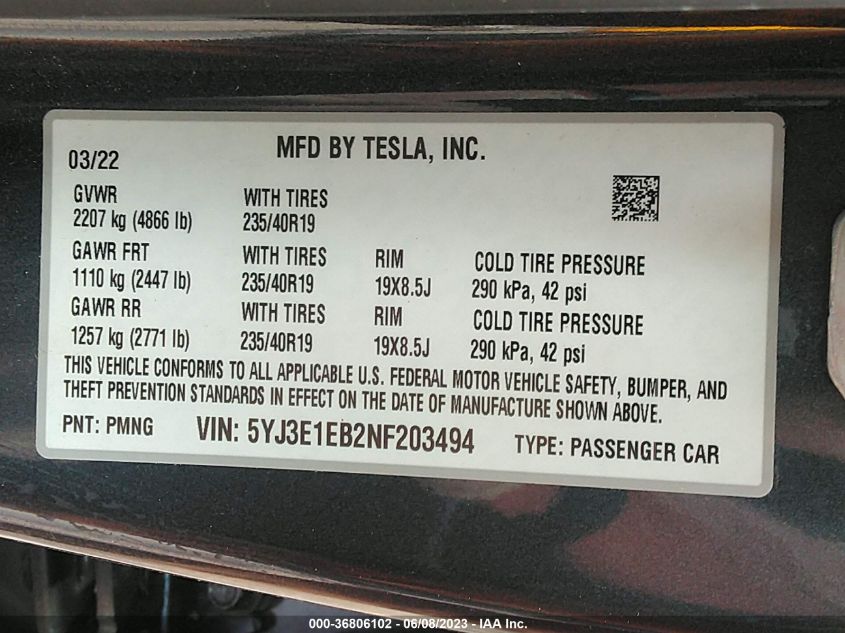 03/22 MFD BY TESLA, INC.
GVWR WITH TIRES
2207 kg (4866 lb) 235/40R19
GAWR FRT WITH TIRES RIM COLD TIRE PRESSURE
1110 kg (2447 lb) 235/40R19 19X8.5J 290 kPa, 42 psi
GAWR RR WITH TIRES RIM COLD TIRE PRESSURE
1257 kg (2771 lb) 235/40R19 19X8.5J 290 kPa, 42 psi
THIS VEHICLE CONFORMS TO ALL APPLICABLE U.S. FEDERAL MOTOR VEHICLE SAFETY, BUMPER, AND
THEFT PREVENTION STANDARDS IN EFFECT ON THE DATE OF MANUFACTURE SHOWN ABOVE.
PNT: PMNG VIN: 5YJ3E1EB2NF203494 TYPE: PASSENGER CAR
000-36806102 - 06/08/2023 - IAA Inc.